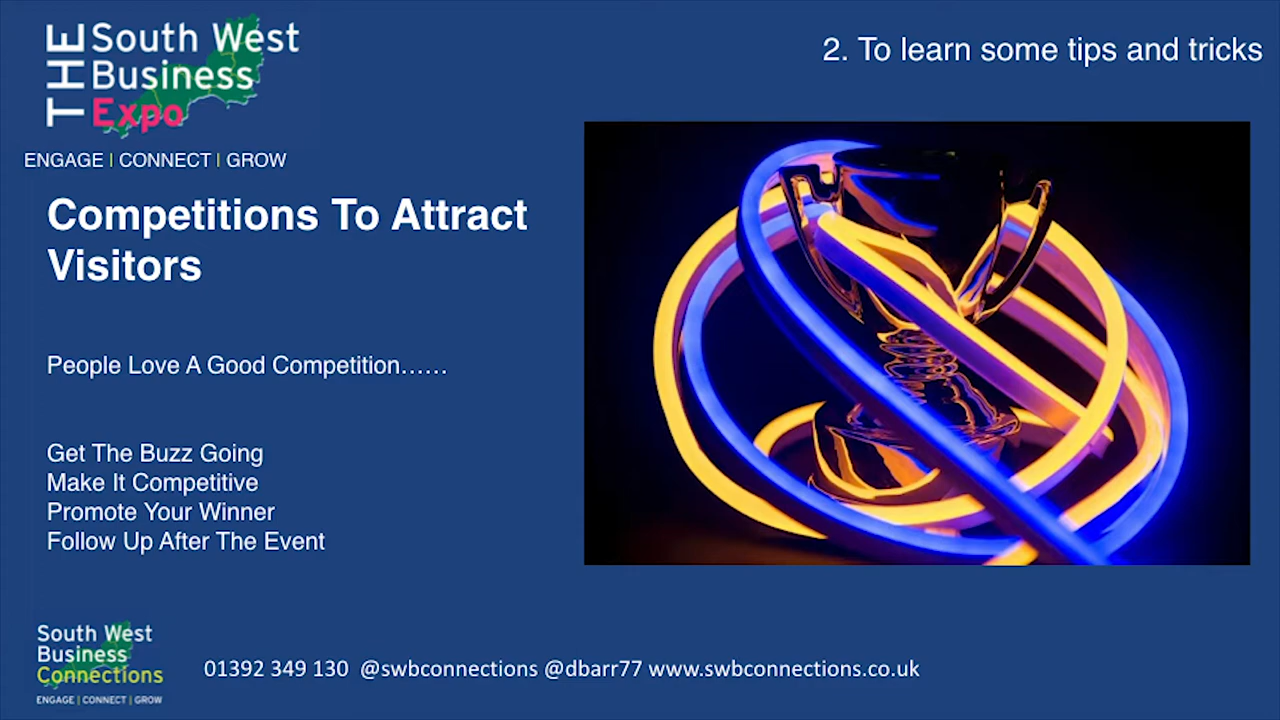 THE
South West
Business
Expo
ENGAGE | CONNECT | GROW
2. To learn some tips and tricks
Competitions To Attract
Visitors
People Love A Good Competition......
Get The Buzz Going
Make It Competitive
Promote Your Winner
Follow Up After The Event
South West
Business
Connections
ENGAGE | CONNECT | GROW
01392 349 130 @swbconnections @dbarr77 www.swbconnections.co.uk